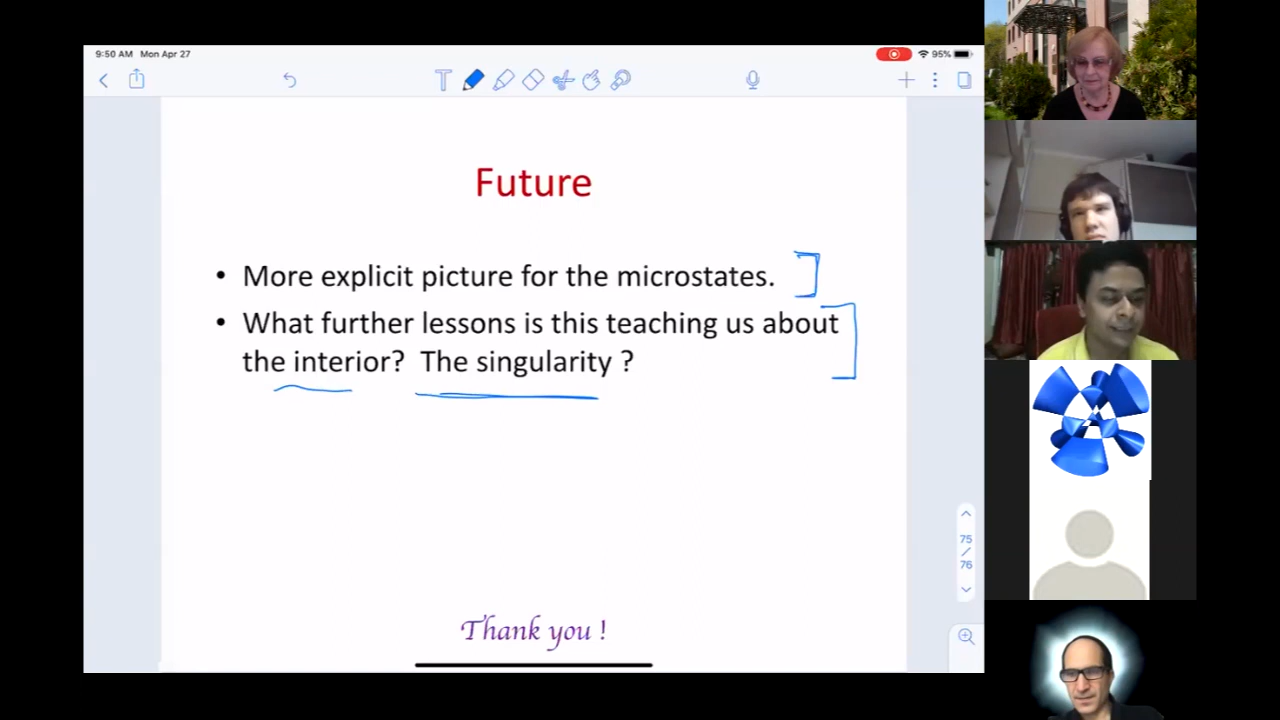 9:50 AM Mon Apr 27
95%
Future
• More explicit picture for the microstates.
• What further lessons is this teaching us about
the interior? The singularity ?
75
/
76
Thank you !